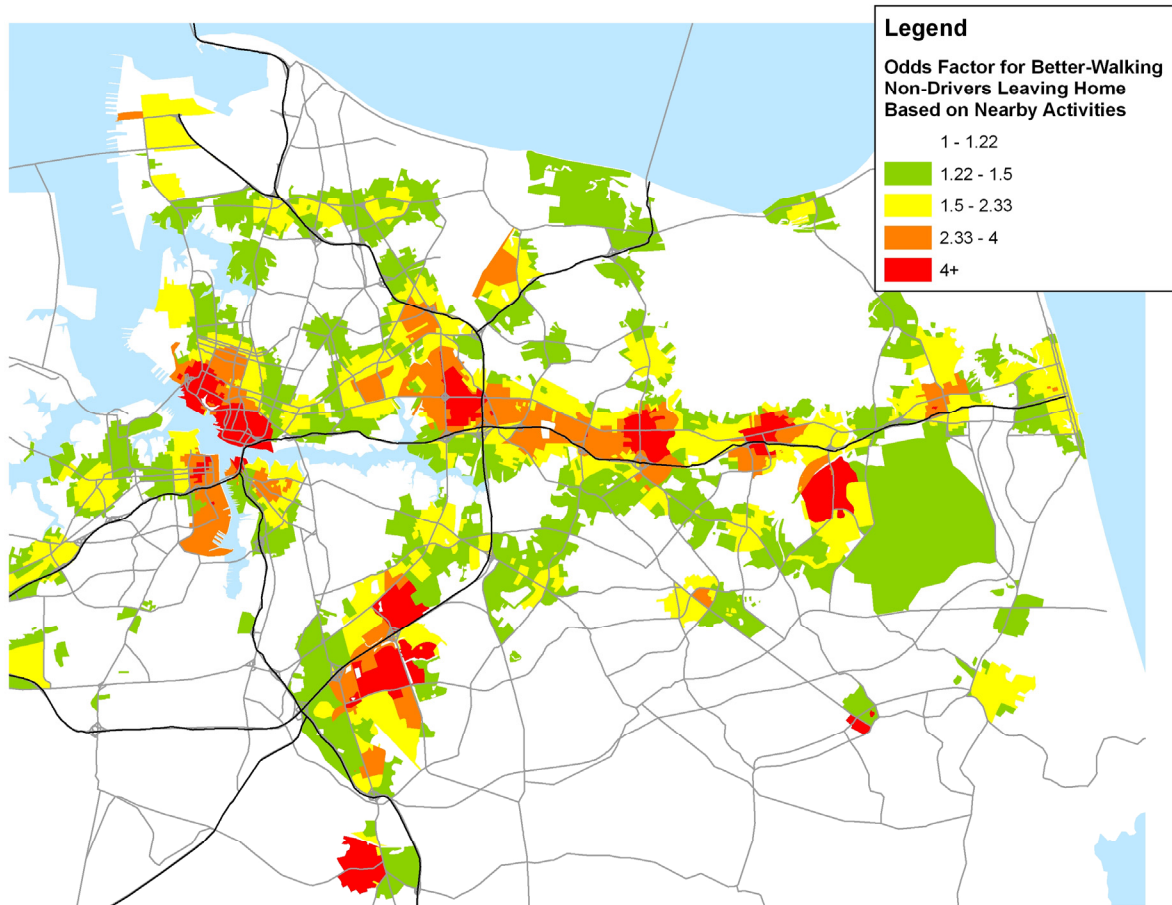 Legend
Odds Factor for Better-Walking
Non-Drivers Leaving Home
Based on Nearby Activities
1 - 1.22
1.22 - 1.5
1.5 - 2.33
2.33 - 4
4+